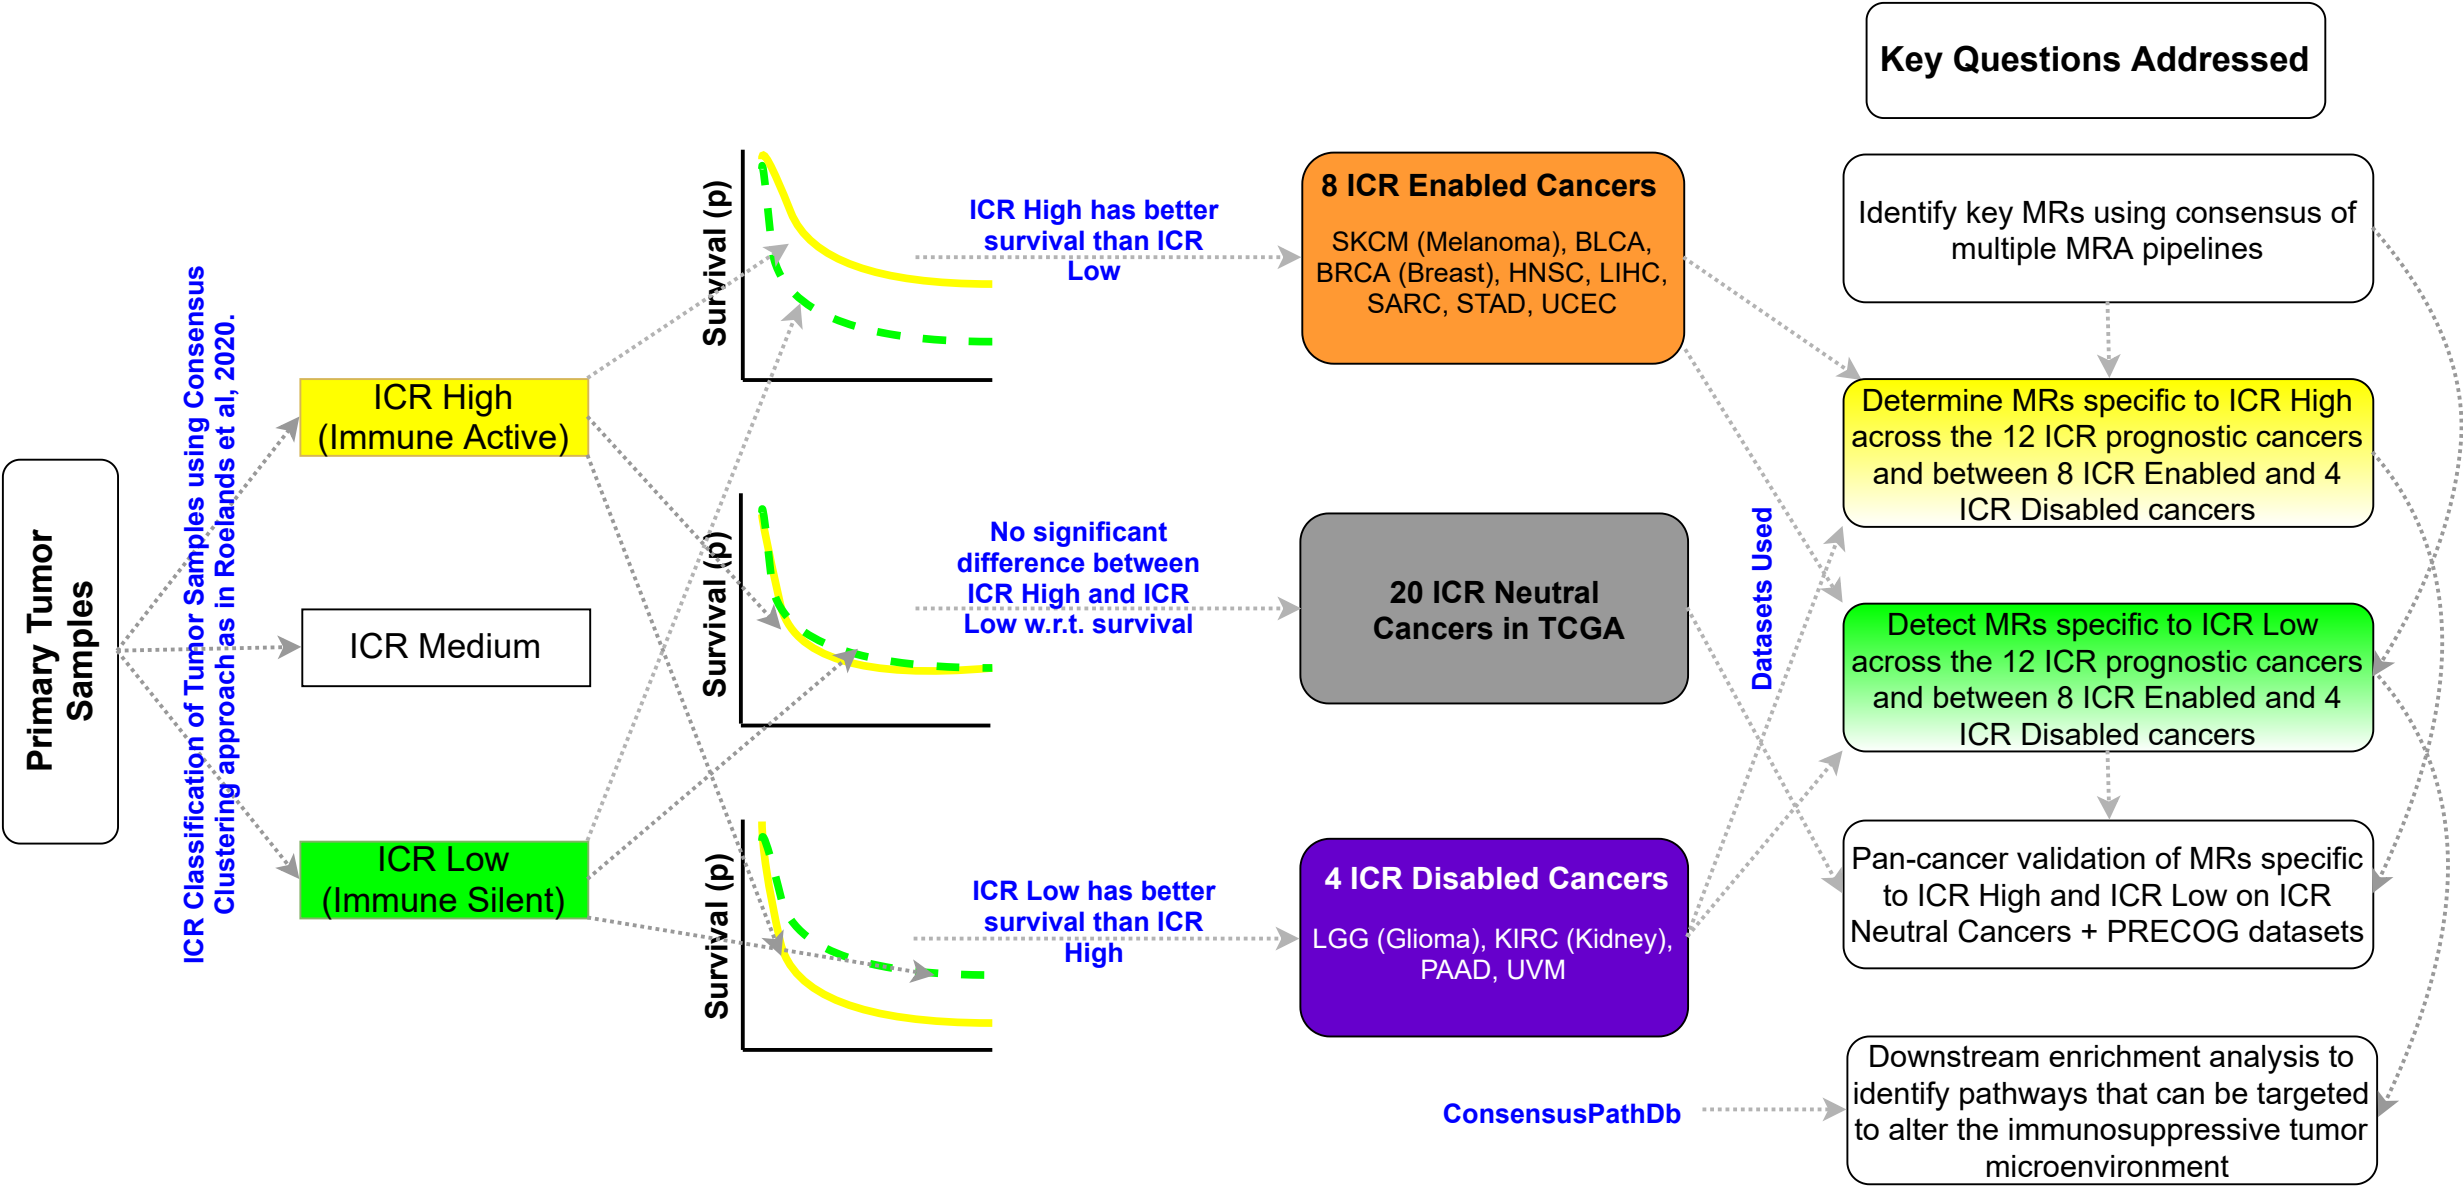 Key Questions Addressed
Primary Tumor
Samples
ICR Classification of Tumor Samples using Consensus
Clustering approach as in Roelands et al, 2020.
ICR High
(Immune Active)
ICR Medium
ICR Low
(Immune Silent)
Survival (p)
ICR High has better
survival than ICR
Low
8 ICR Enabled Cancers
SKCM (Melanoma), BLCA,
BRCA (Breast), HNSC, LIHC,
SARC, STAD, UCEC
Survival (p)
No significant
difference between
ICR High and ICR
Low w.r.t. survival
20 ICR Neutral
Cancers in TCGA
Survival (p)
ICR Low has better
survival than ICR
High
4 ICR Disabled Cancers
LGG (Glioma), KIRC (Kidney),
PAAD, UVM
Datasets Used
ConsensusPathDb
Identify key MRs using consensus of
multiple MRA pipelines
Determine MRs specific to ICR High
across the 12 ICR prognostic cancers
and between 8 ICR Enabled and 4
ICR Disabled cancers
Detect MRs specific to ICR Low
across the 12 ICR prognostic cancers
and between 8 ICR Enabled and 4
ICR Disabled cancers
Pan-cancer validation of MRs specific
to ICR High and ICR Low on ICR
Neutral Cancers + PRECOG datasets
Downstream enrichment analysis to
identify pathways that can be targeted
to alter the immunosuppressive tumor
microenvironment